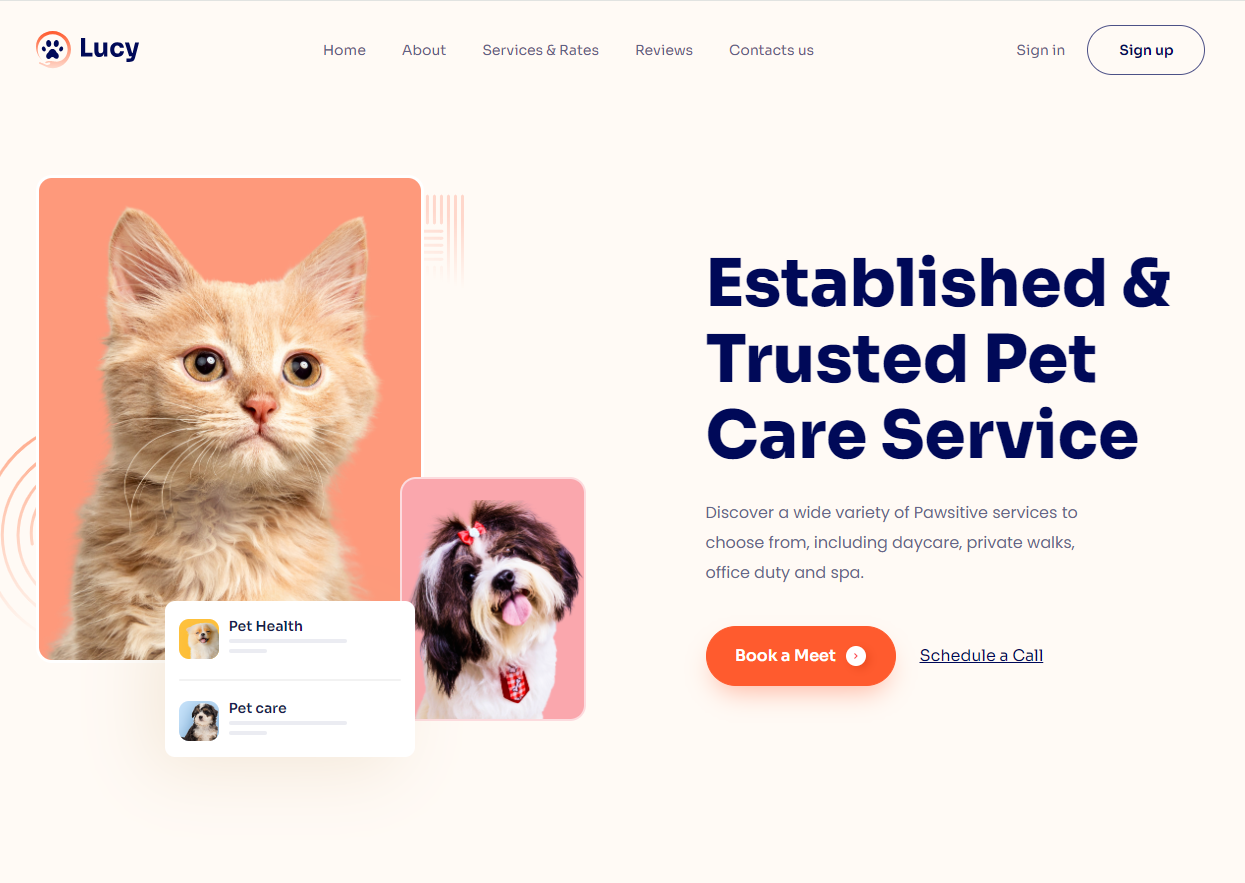 Lucy
Home
About
Services & Rates
Reviews
Contacts us
Sign in
Sign up
Established &
Trusted Pet
Care Service
Discover a wide variety of Pawsitive services to
choose from, including daycare, private walks,
office duty and spa.
Book a Meet
Schedule a Call
Pet Health
Pet care